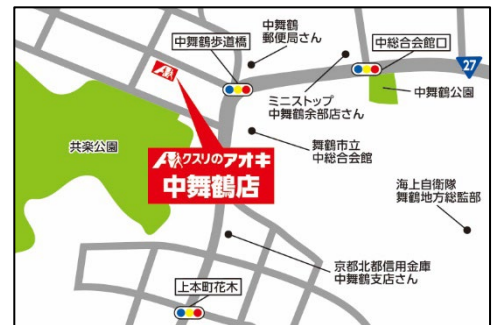 中舞鶴
郵便局さん
中舞鶴歩道橋
中総合会館口
27
ミニストップ
中舞鶴余部店さん
中舞鶴公園
共楽公園
クスリのアオキ
中舞鶴店
舞鶴市立
中総合会館
海上自衛隊
舞鶴地方総監部
京都北都信用金庫
中舞鶴支店さん
上本町花木